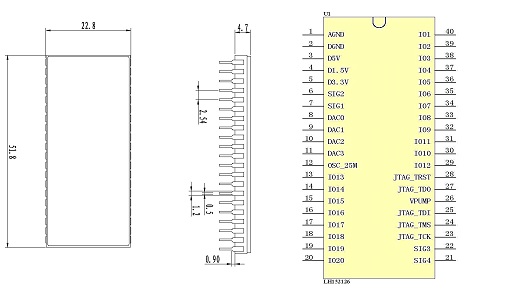 22.8
51.8
4.7
2.54
1.2
0.5
0.90
U1
1 AGND IO1 40
2 DGND IO2 39
3 D5V IO3 38
4 D1.5V IO4 37
5 D3.3V IO5 36
6 SIG2 IO6 35
7 SIG1 IO7 34
8 DAC0 IO8 33
9 DAC1 IO9 32
10 DAC2 IO11 31
11 DAC3 IO10 30
12 OSC_25M IO12 29
13 IO13 JTAG_TRST 28
14 IO14 JTAG_TDO 27
15 IO15 VPUMP 26
16 IO16 JTAG_TDI 25
17 IO17 JTAG_TMS 24
18 IO18 JTAG_TCK 23
19 IO19 SIG3 22
20 IO20 SIG4 21